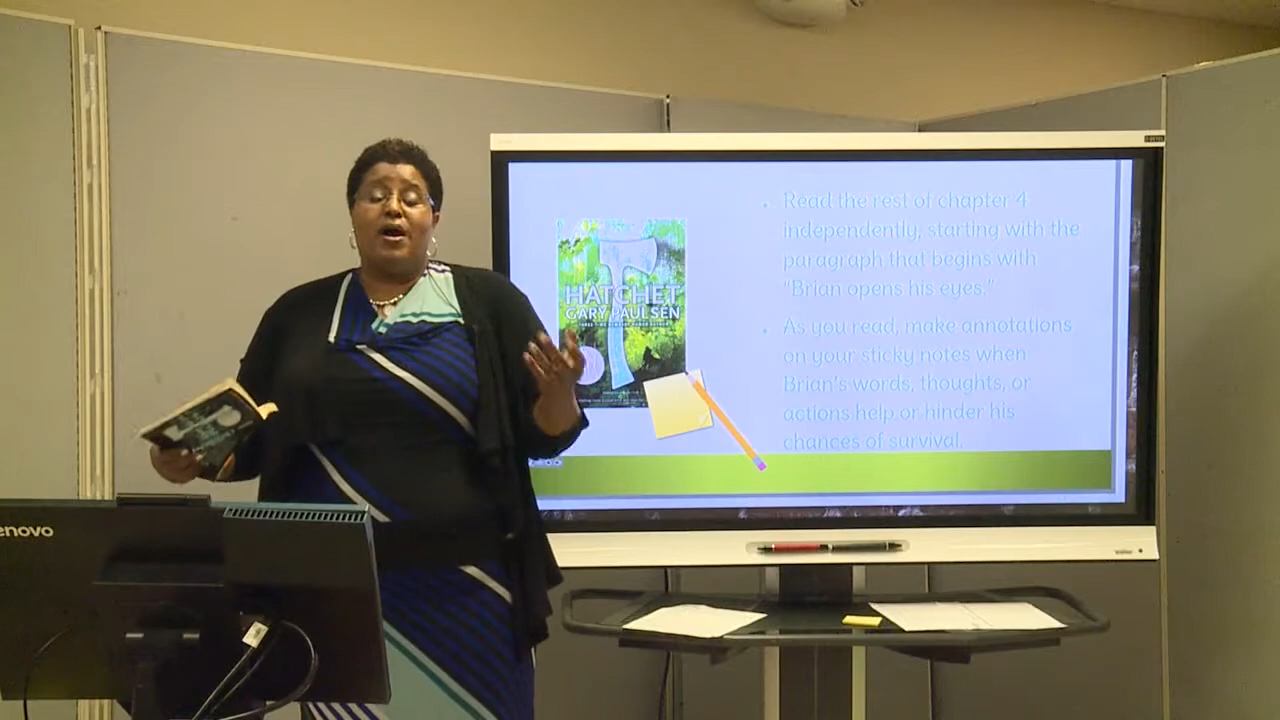 HATCHET
GARY PAULSEN
Read the rest of chapter 4
independently, starting with the
paragraph that begins with
“Brian opens his eyes.”
As you read, make annotations
on your sticky notes when
Brian's words, thoughts, or
actions help or hinder his
chances of survival.
enovo